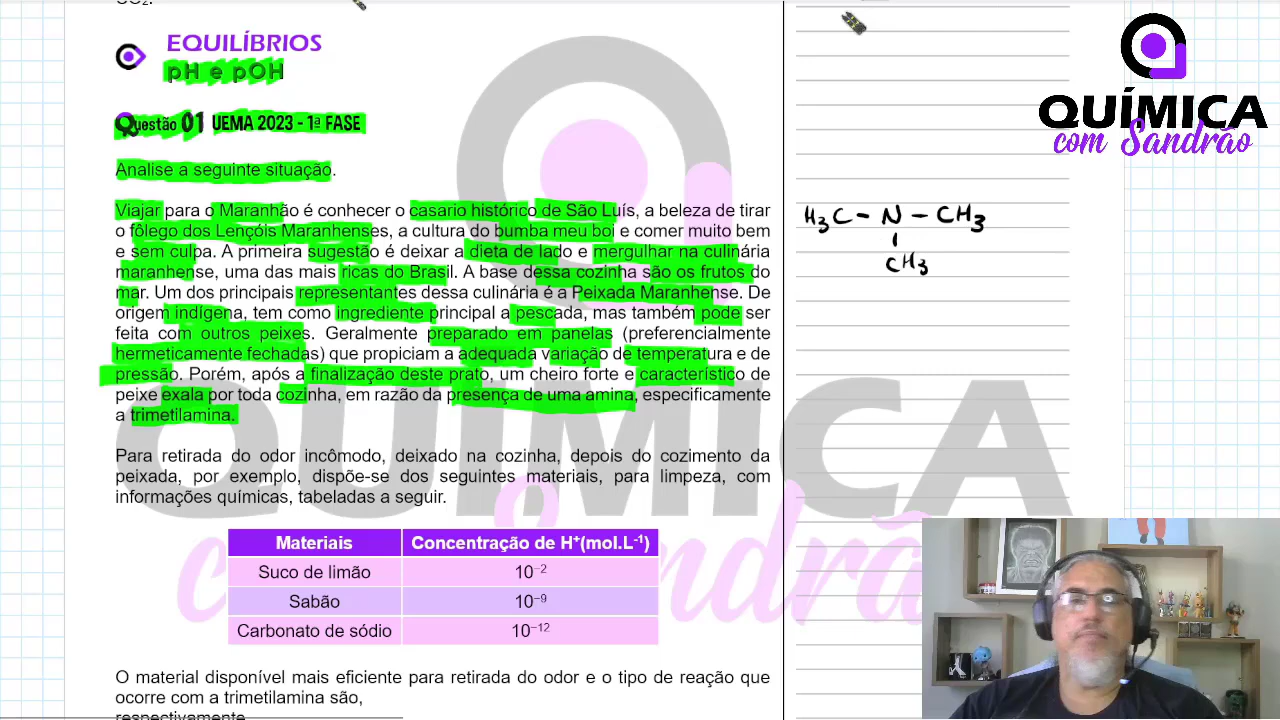 CO₂.
EQUILÍBRIOS
pH e pOH
Questão 01 UEMA 2023 - 1ª FASE
Analise a seguinte situação.
Viajar para o Maranhão é conhecer o casario histórico de São Luís, a beleza de tirar
o fôlego dos Lençóis Maranhenses, a cultura do bumba meu boi e comer muito bem
e sem culpa. A primeira sugestão é deixar a dieta de lado e mergulhar na culinária
maranhense, uma das mais ricas do Brasil. A base dessa cozinha são os frutos do
mar. Um dos principais representantes dessa culinária é a Peixada Maranhense. De
origem indígena, tem como ingrediente principal a pescada, mas também pode ser
feita com outros peixes. Geralmente preparado em panelas (preferencialmente
hermeticamente fechadas) que propiciam a adequada variação de temperatura e de
pressão. Porém, após a finalização deste prato, um cheiro forte e característico de
peixe exala por toda cozinha, em razão da presença de uma amina, especificamente
a trimetilamina.
Para retirada do odor incômodo, deixado na cozinha, depois do cozimento da
peixada, por exemplo, dispõe-se dos seguintes materiais, para limpeza, com
informações químicas, tabeladas a seguir.
Materiais Concentração de H⁺(mol.L⁻¹)
Suco de limão 10⁻²
Sabão 10⁻⁹
Carbonato de sódio 10⁻¹²
O material disponível mais eficiente para retirada do odor e o tipo de reação que
ocorre com a trimetilamina são,
respectivamente
H₃C - N - CH₃
CH₃
QUÍMICA
com Sandrão
QUÍMICA
com Sandrão